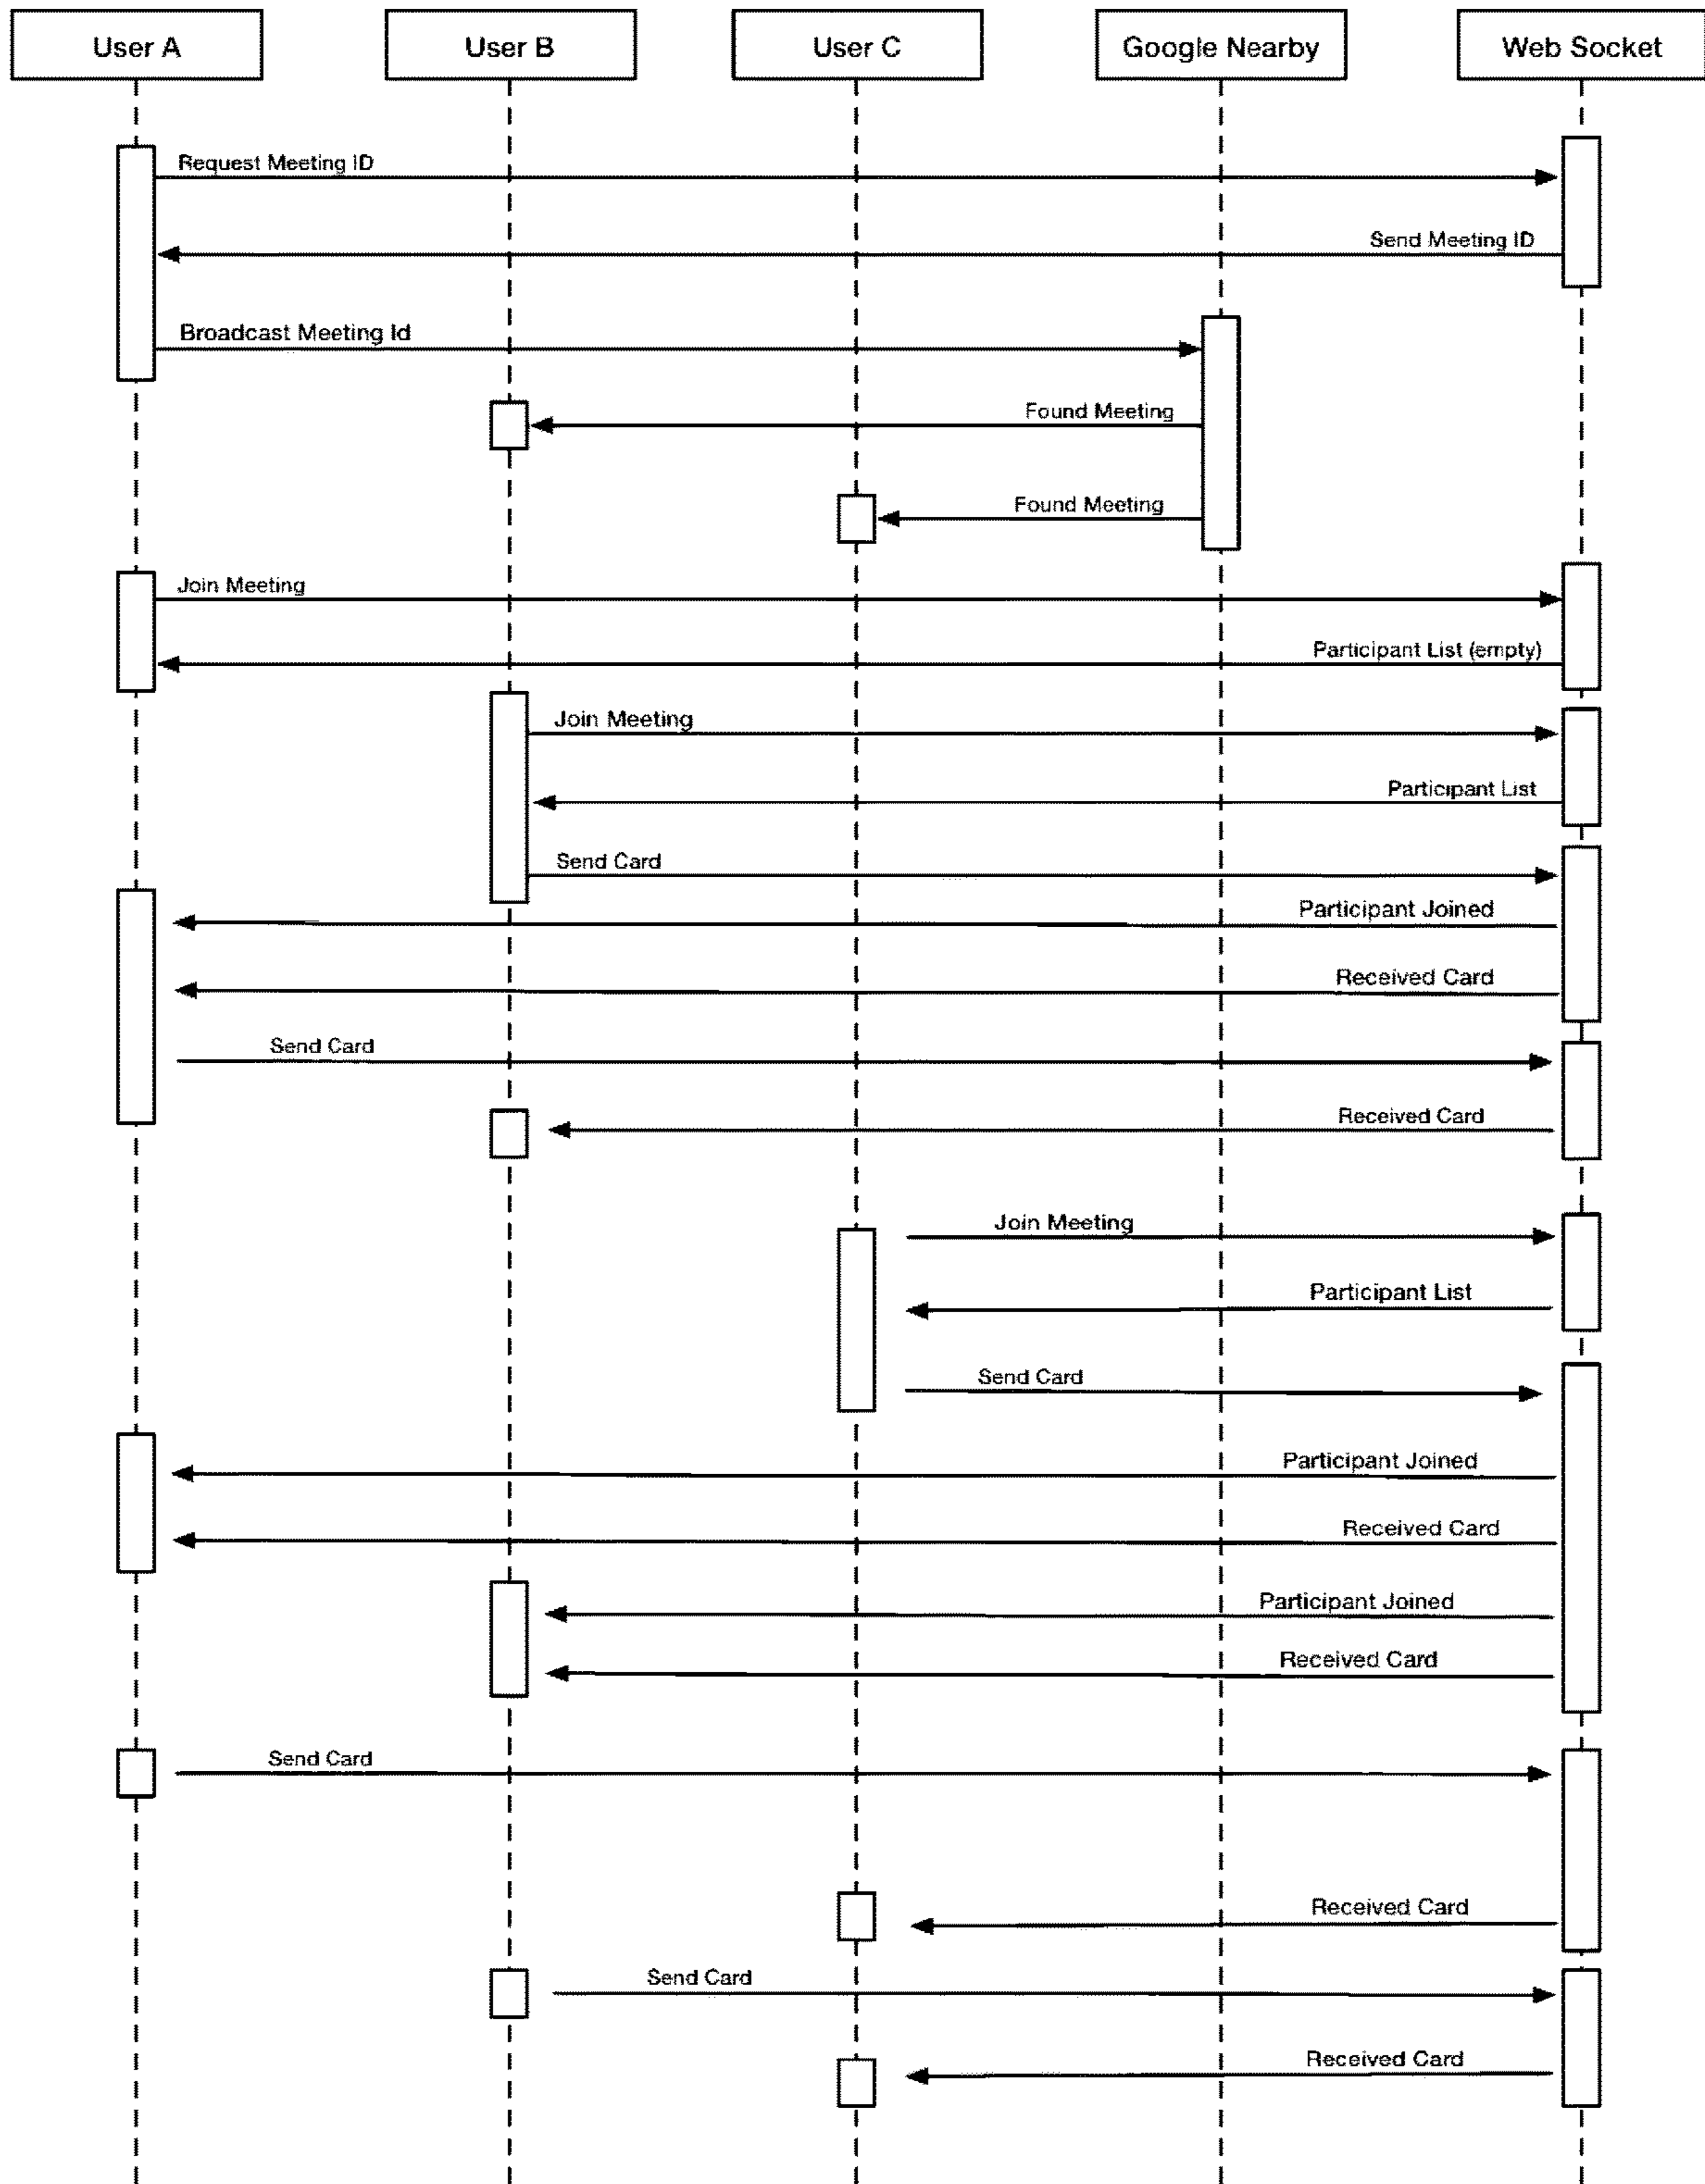 User A
User B
User C
Google Nearby
Web Socket
Request Meeting ID
Send Meeting ID
Broadcast Meeting Id
Found Meeting
Found Meeting
Join Meeting
Participant List (empty)
Join Meeting
Participant List
Send Card
Participant Joined
Received Card
Send Card
Received Card
Join Meeting
Participant List
Send Card
Participant Joined
Received Card
Participant Joined
Received Card
Send Card
Received Card
Send Card
Received Card